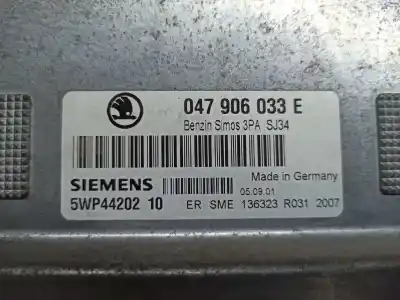 047 906 033 E
Benzin Simos 3PA SJ34
Made in Germany
SIEMENS
05.09.01
5WP44202 10 ER SME 136323 R031 2007